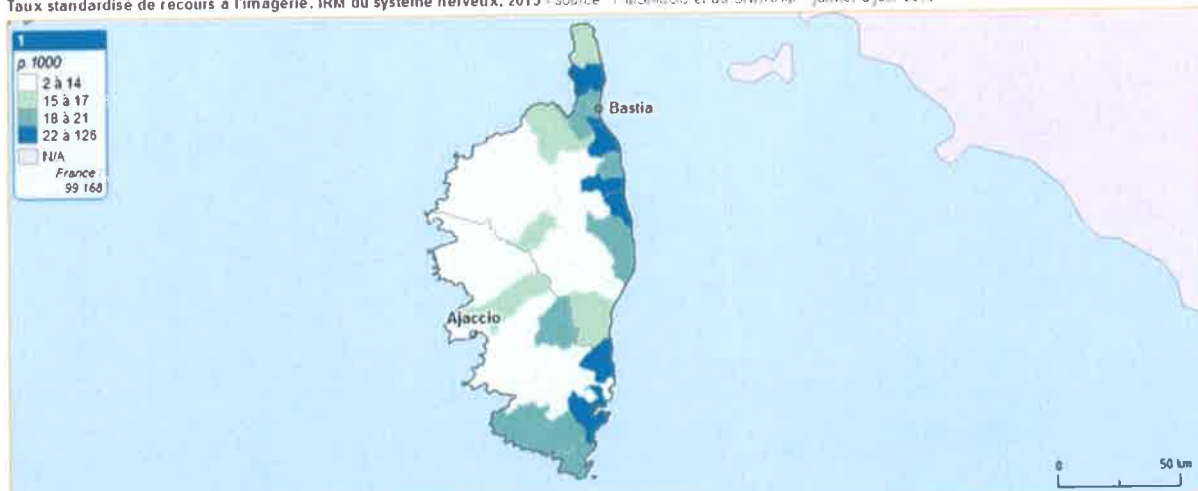 Taux standardisé de recours à l'imagerie, IRM du système nerveux, 2015 - source
1
p. 1000
2 à 14
15 à 17
18 à 21
22 à 126
N/A
France :
99 168
Bastia
Ajaccio
0 50 km